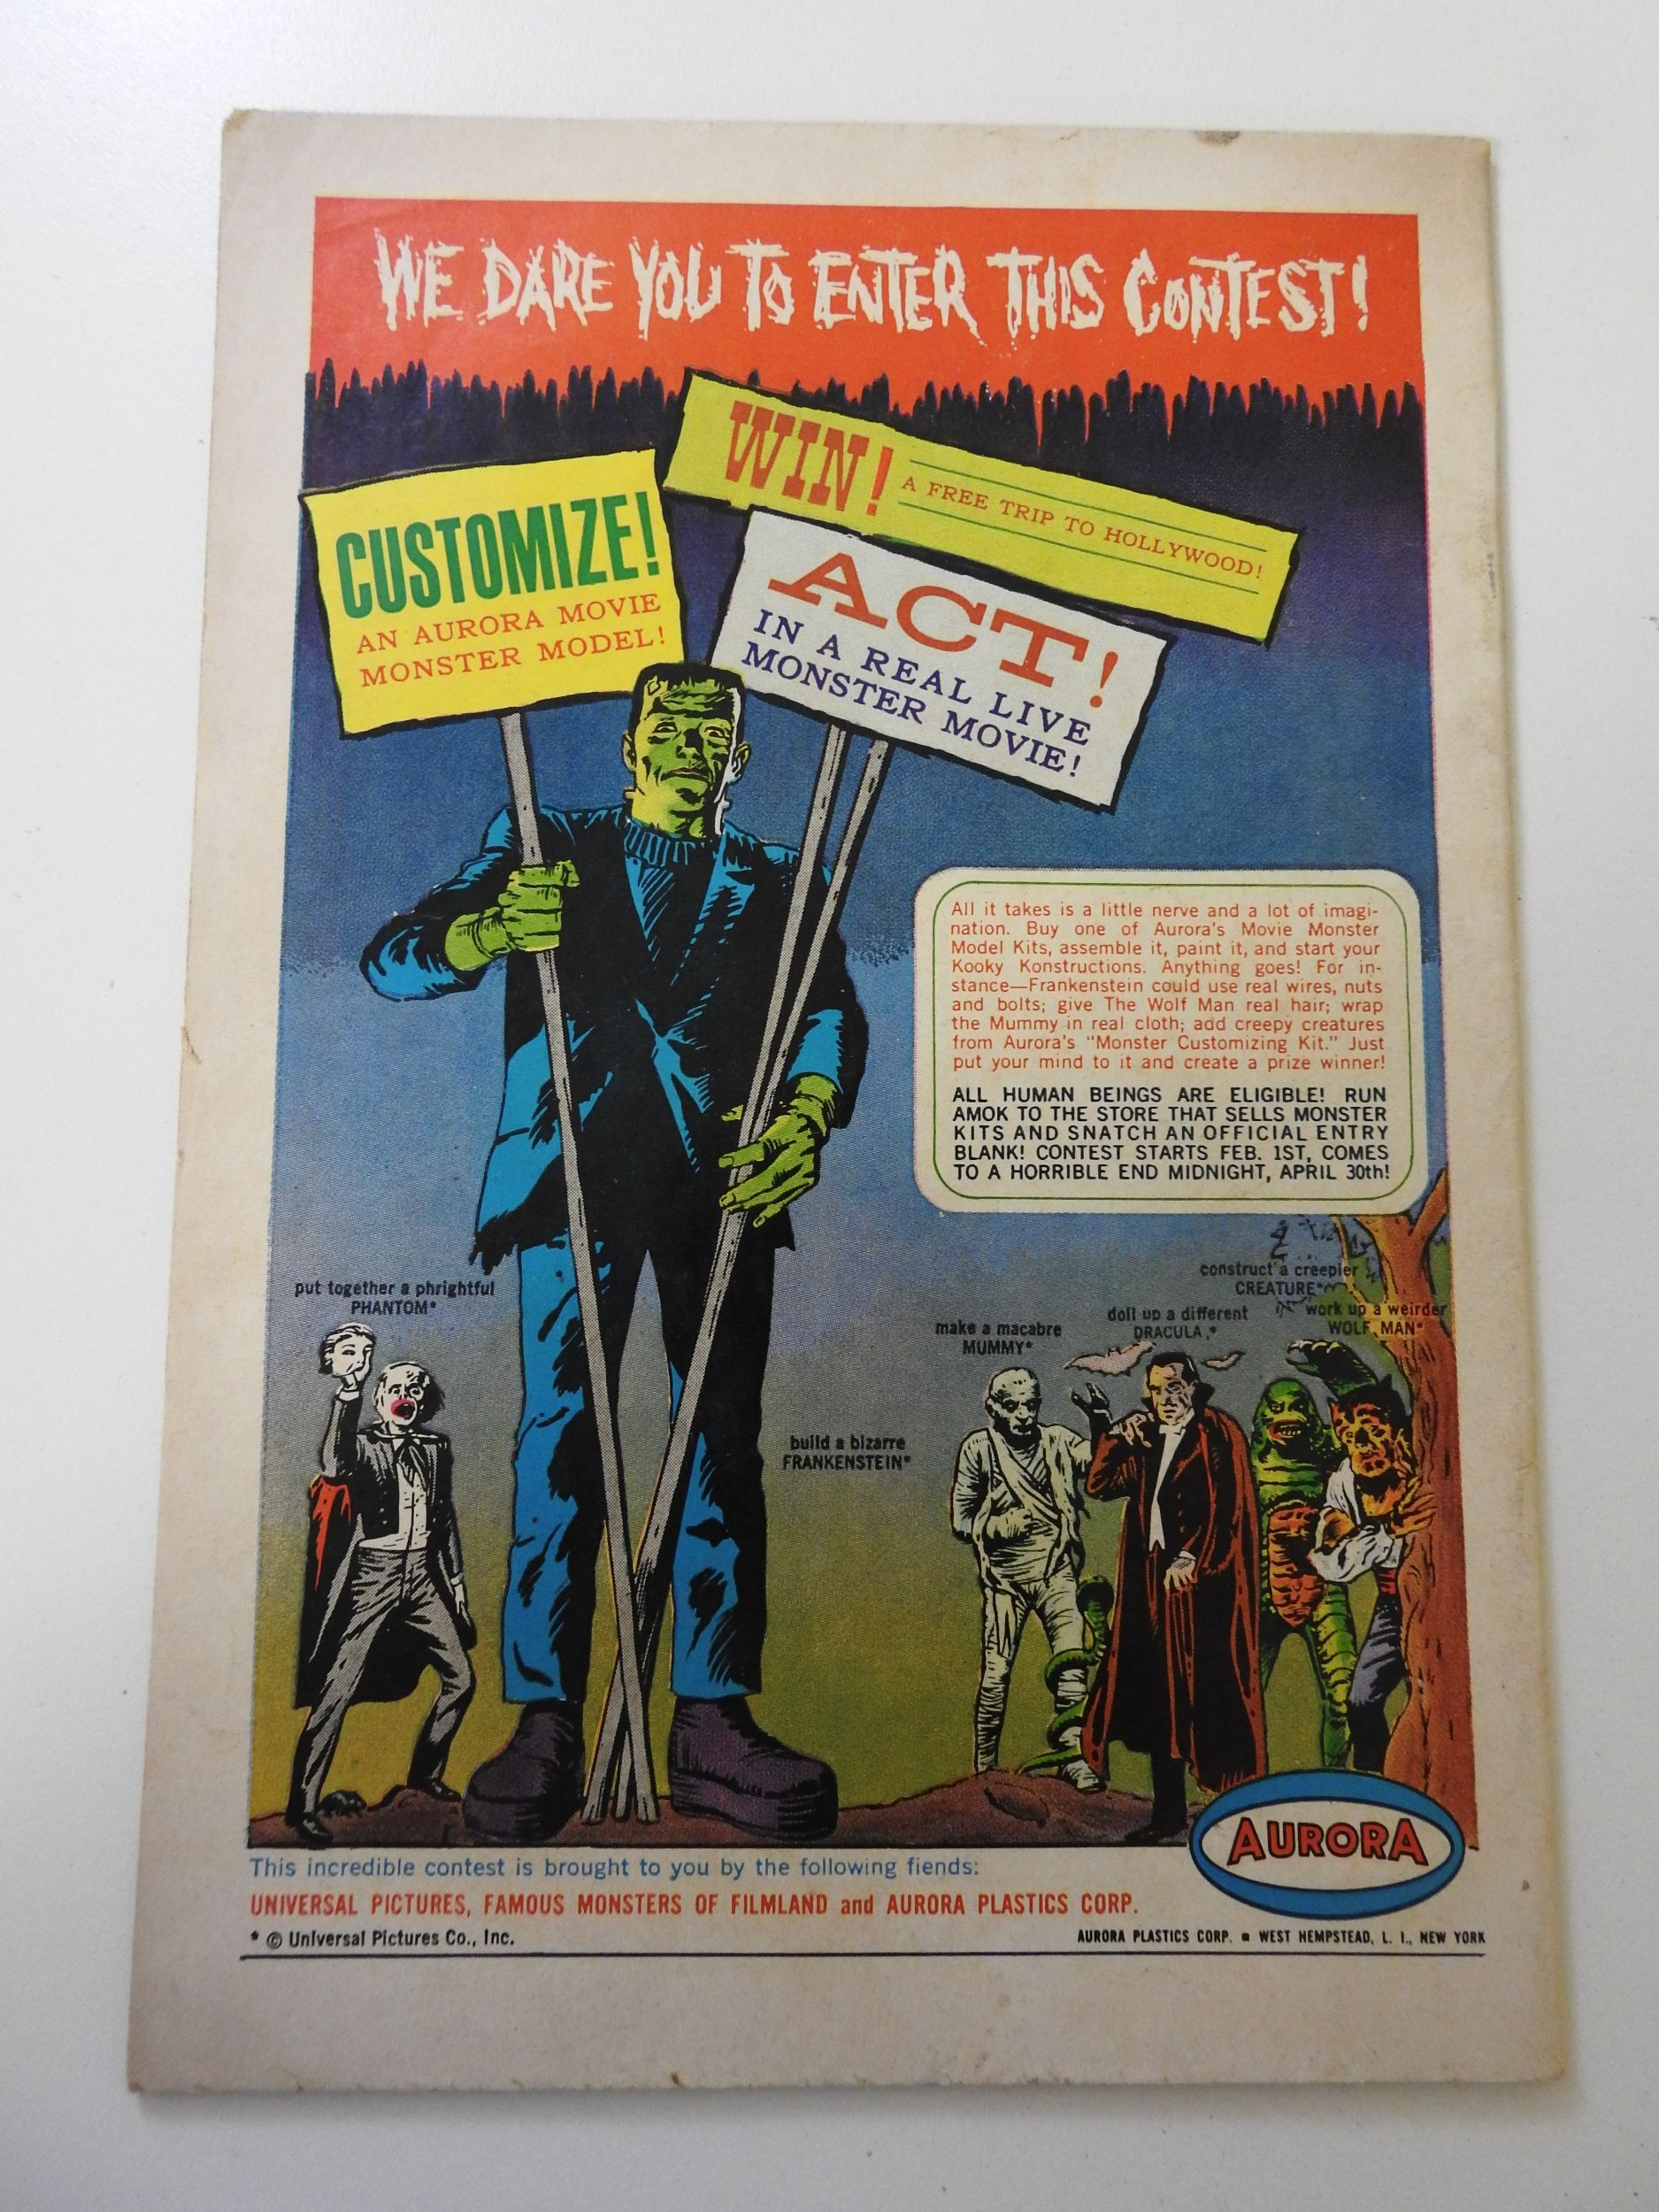 WE DARE YOU TO ENTER THIS CONTEST!
WIN! A FREE TRIP TO HOLLYWOOD!
CUSTOMIZE!
AN AURORA MOVIE
MONSTER MODEL!
ACT!
IN A REAL LIVE
MONSTER MOVIE!
All it takes is a little nerve and a lot of imagi-
nation. Buy one of Aurora's Movie Monster
Model Kits, assemble it, paint it, and start your
Kooky Konstructions. Anything goes! For in-
stance—Frankenstein could use real wires, nuts
and bolts; give The Wolf Man real hair; wrap
the Mummy in real cloth; add creepy creatures
from Aurora's "Monster Customizing Kit." Just
put your mind to it and create a prize winner!
ALL HUMAN BEINGS ARE ELIGIBLE! RUN
AMOK TO THE STORE THAT SELLS MONSTER
KITS AND SNATCH AN OFFICIAL ENTRY
BLANK! CONTEST STARTS FEB. 1ST, COMES
TO A HORRIBLE END MIDNIGHT, APRIL 30th!
put together a phrightful
PHANTOM*
build a bizarre
FRANKENSTEIN*
make a macabre
MUMMY*
doll up a different
DRACULA,*
construct a creepier
CREATURE*
work up a weirder
WOLF MAN*
AURORA
This incredible contest is brought to you by the following fiends:
UNIVERSAL PICTURES, FAMOUS MONSTERS OF FILMLAND and AURORA PLASTICS CORP.
* © Universal Pictures Co., Inc.
AURORA PLASTICS CORP. ▪ WEST HEMPSTEAD, L. I., NEW YORK